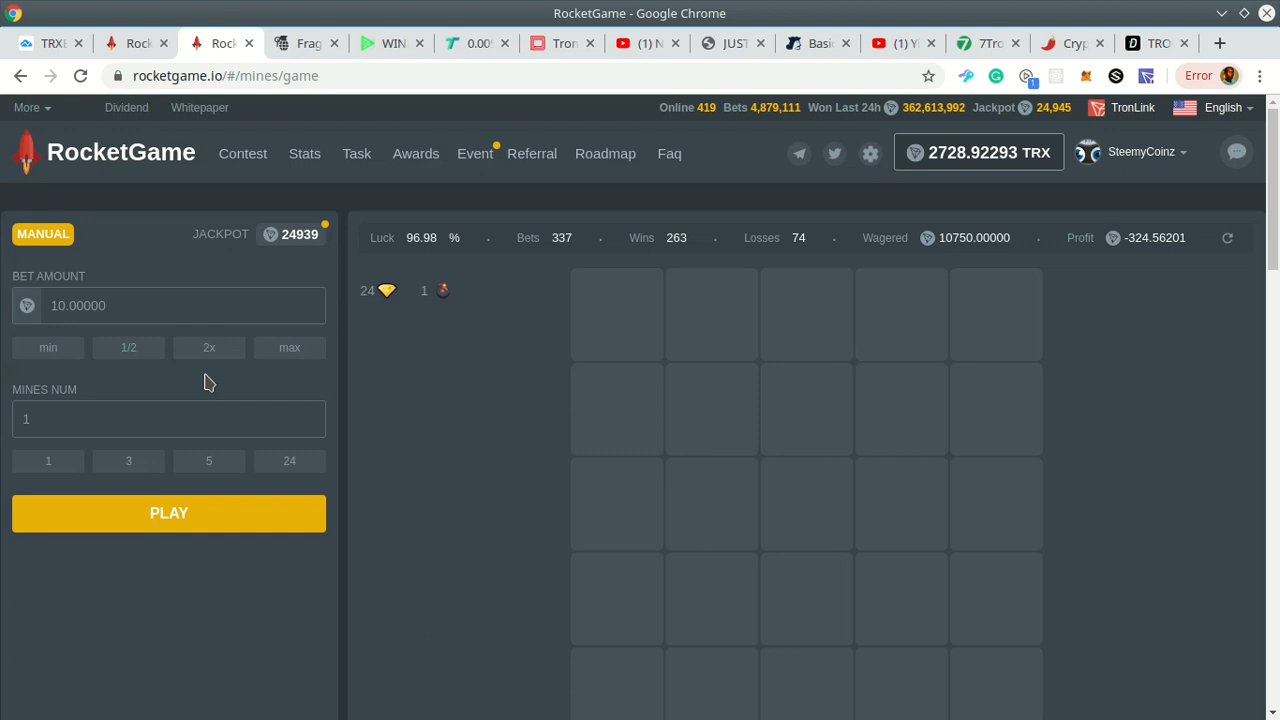 RocketGame - Google Chrome
TRXE
Rock
Rock
Frag
WIN
0.009
Tron
(1) N
JUST
Basic
(1) Y
7Tro
Cryp
TRO
rocketgame.io/#/mines/game
1
Error
More
Dividend
Whitepaper
Online 419 Bets 4,879,111 Won Last 24h 362,613,992 Jackpot 24,945
TronLink
English
RocketGame
Contest
Stats
Task
Awards
Event
Referral
Roadmap
Faq
2728.92293 TRX
SteemyCoinz
MANUAL
JACKPOT 24939
BET AMOUNT
10.00000
min
1/2
2x
max
MINES NUM
1
1
3
5
24
PLAY
Luck 96.98 % · Bets 337 · Wins 263 · Losses 74 · Wagered 10750.00000 · Profit -324.56201
24
1